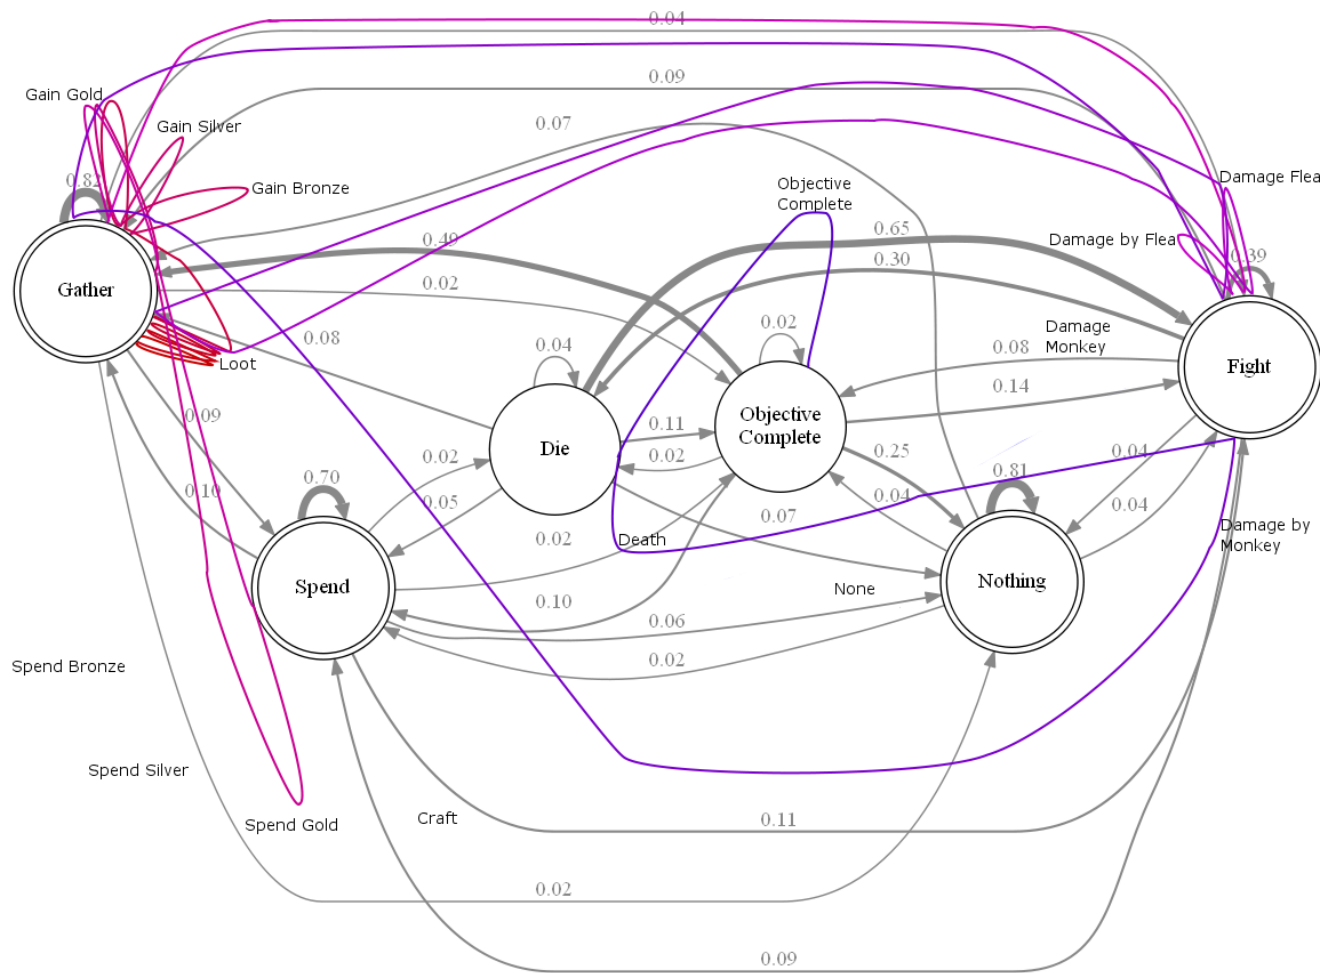 0.04
0.09
Gain Gold
Gain Silver
0.07
Damage Flea
0.82
Gain Bronze
Objective
Complete
0.65
Damage by Flea
0.49
0.30
0.39
Gather
0.02
0.08
Loot
0.04
0.02
Damage
Monkey
0.08
Fight
0.14
0.09
Objective
Complete
Die
0.11
0.25
0.04
0.02
0.02
0.70
0.81
0.10
0.05
0.04
0.04
0.02
Death
0.07
Damage by
Monkey
Spend
Nothing
None
0.10
0.06
0.02
Spend Bronze
Spend Silver
Spend Gold
Craft
0.11
0.02
0.09